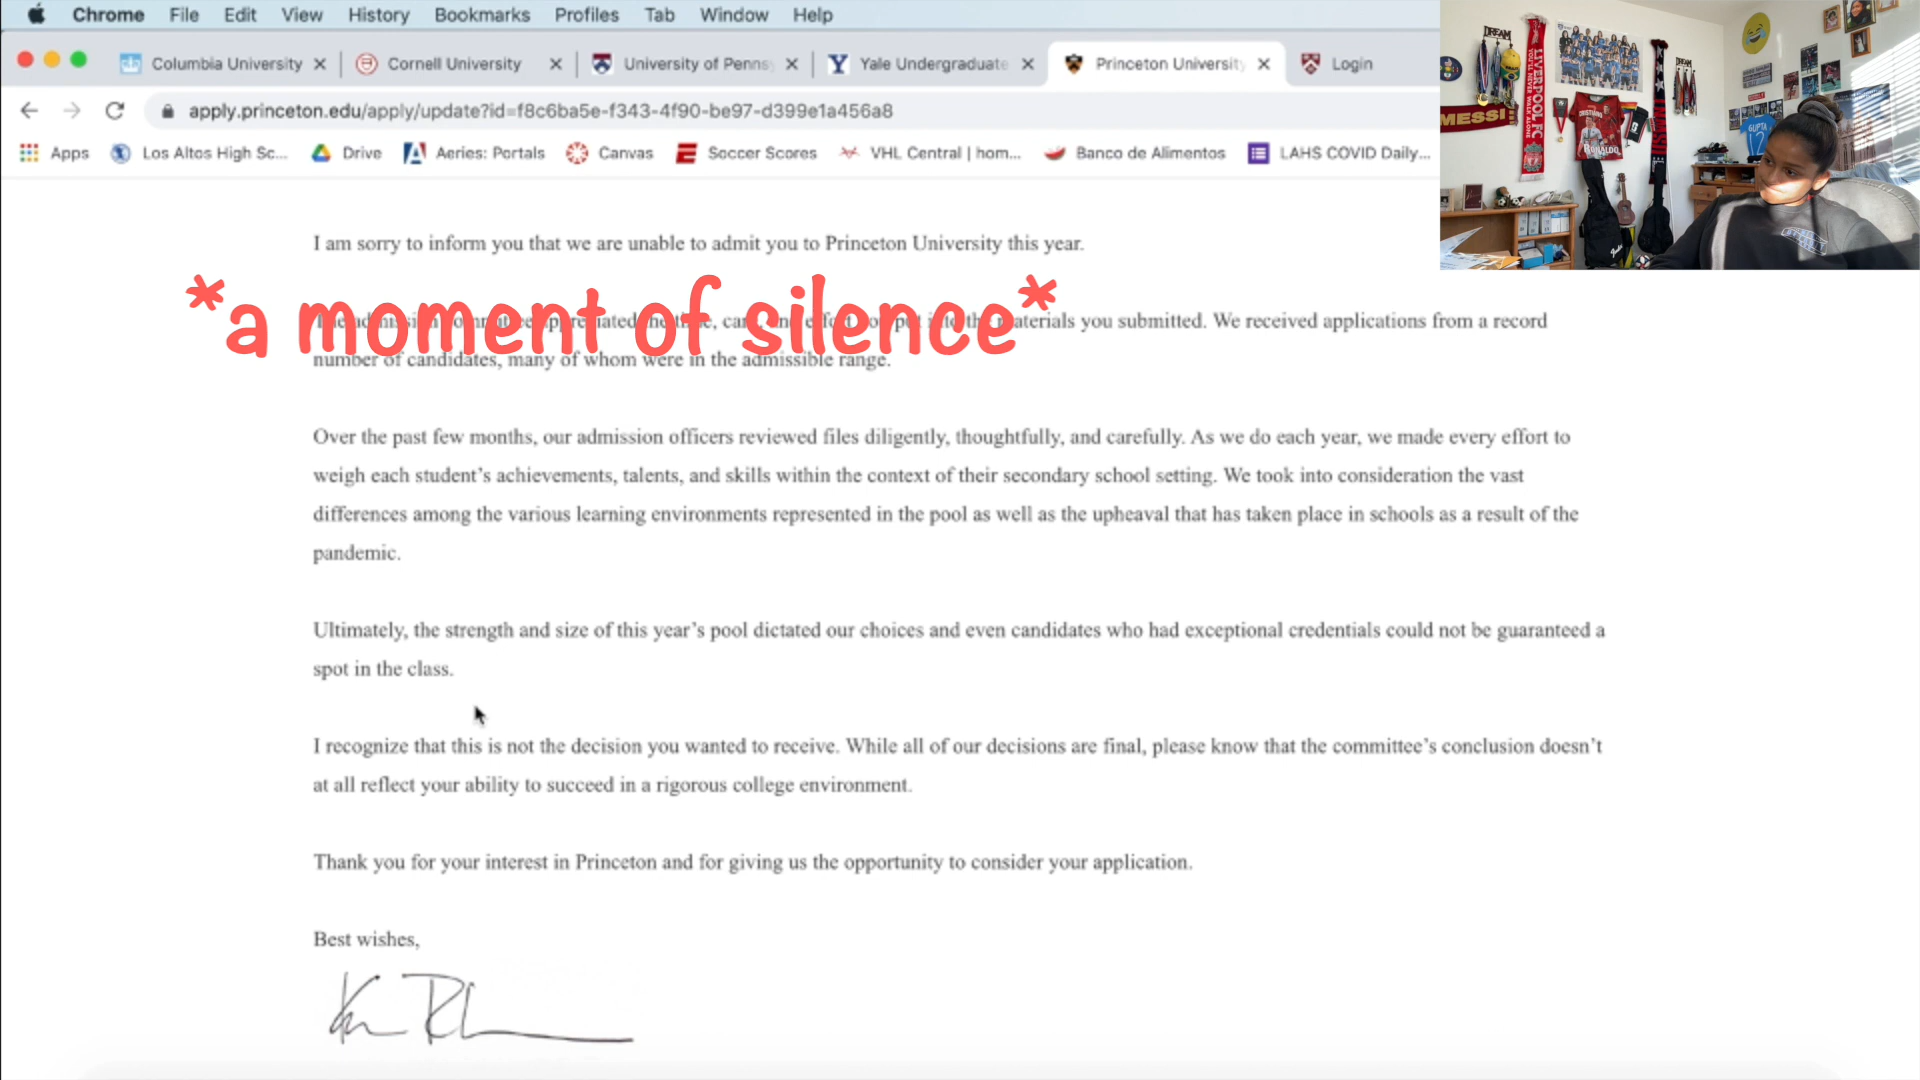 Chrome File Edit View History Bookmarks Profiles Tab Window Help
Columbia University Cornell University University of Penns Yale Undergraduate Princeton University Login
apply.princeton.edu/apply/update?id=f8c6ba5e-f343-4f90-be97-d399e1a456a8
Apps Los Altos High Sc... Drive Aeries: Portals Canvas Soccer Scores VHL Central | hom... Banco de Alimentos LAHS COVID Daily...
DREAM
LIVERPOOL FC
MESSI
RONALDO
GUPTA
12
I am sorry to inform you that we are unable to admit you to Princeton University this year.
*a moment of silence*
materials you submitted. We received applications from a record
number of candidates, many of whom were in the admissible range.
Over the past few months, our admission officers reviewed files diligently, thoughtfully, and carefully. As we do each year, we made every effort to
weigh each student’s achievements, talents, and skills within the context of their secondary school setting. We took into consideration the vast
differences among the various learning environments represented in the pool as well as the upheaval that has taken place in schools as a result of the
pandemic.
Ultimately, the strength and size of this year’s pool dictated our choices and even candidates who had exceptional credentials could not be guaranteed a
spot in the class.
I recognize that this is not the decision you wanted to receive. While all of our decisions are final, please know that the committee’s conclusion doesn’t
at all reflect your ability to succeed in a rigorous college environment.
Thank you for your interest in Princeton and for giving us the opportunity to consider your application.
Best wishes,